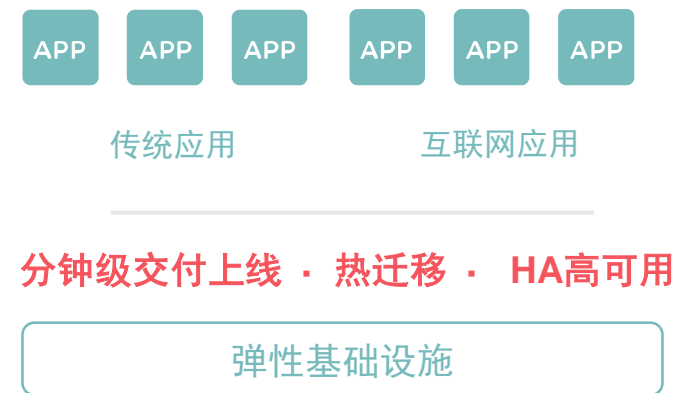 APP APP APP APP APP APP
传统应用 互联网应用
分钟级交付上线 · 热迁移 · HA高可用
弹性基础设施